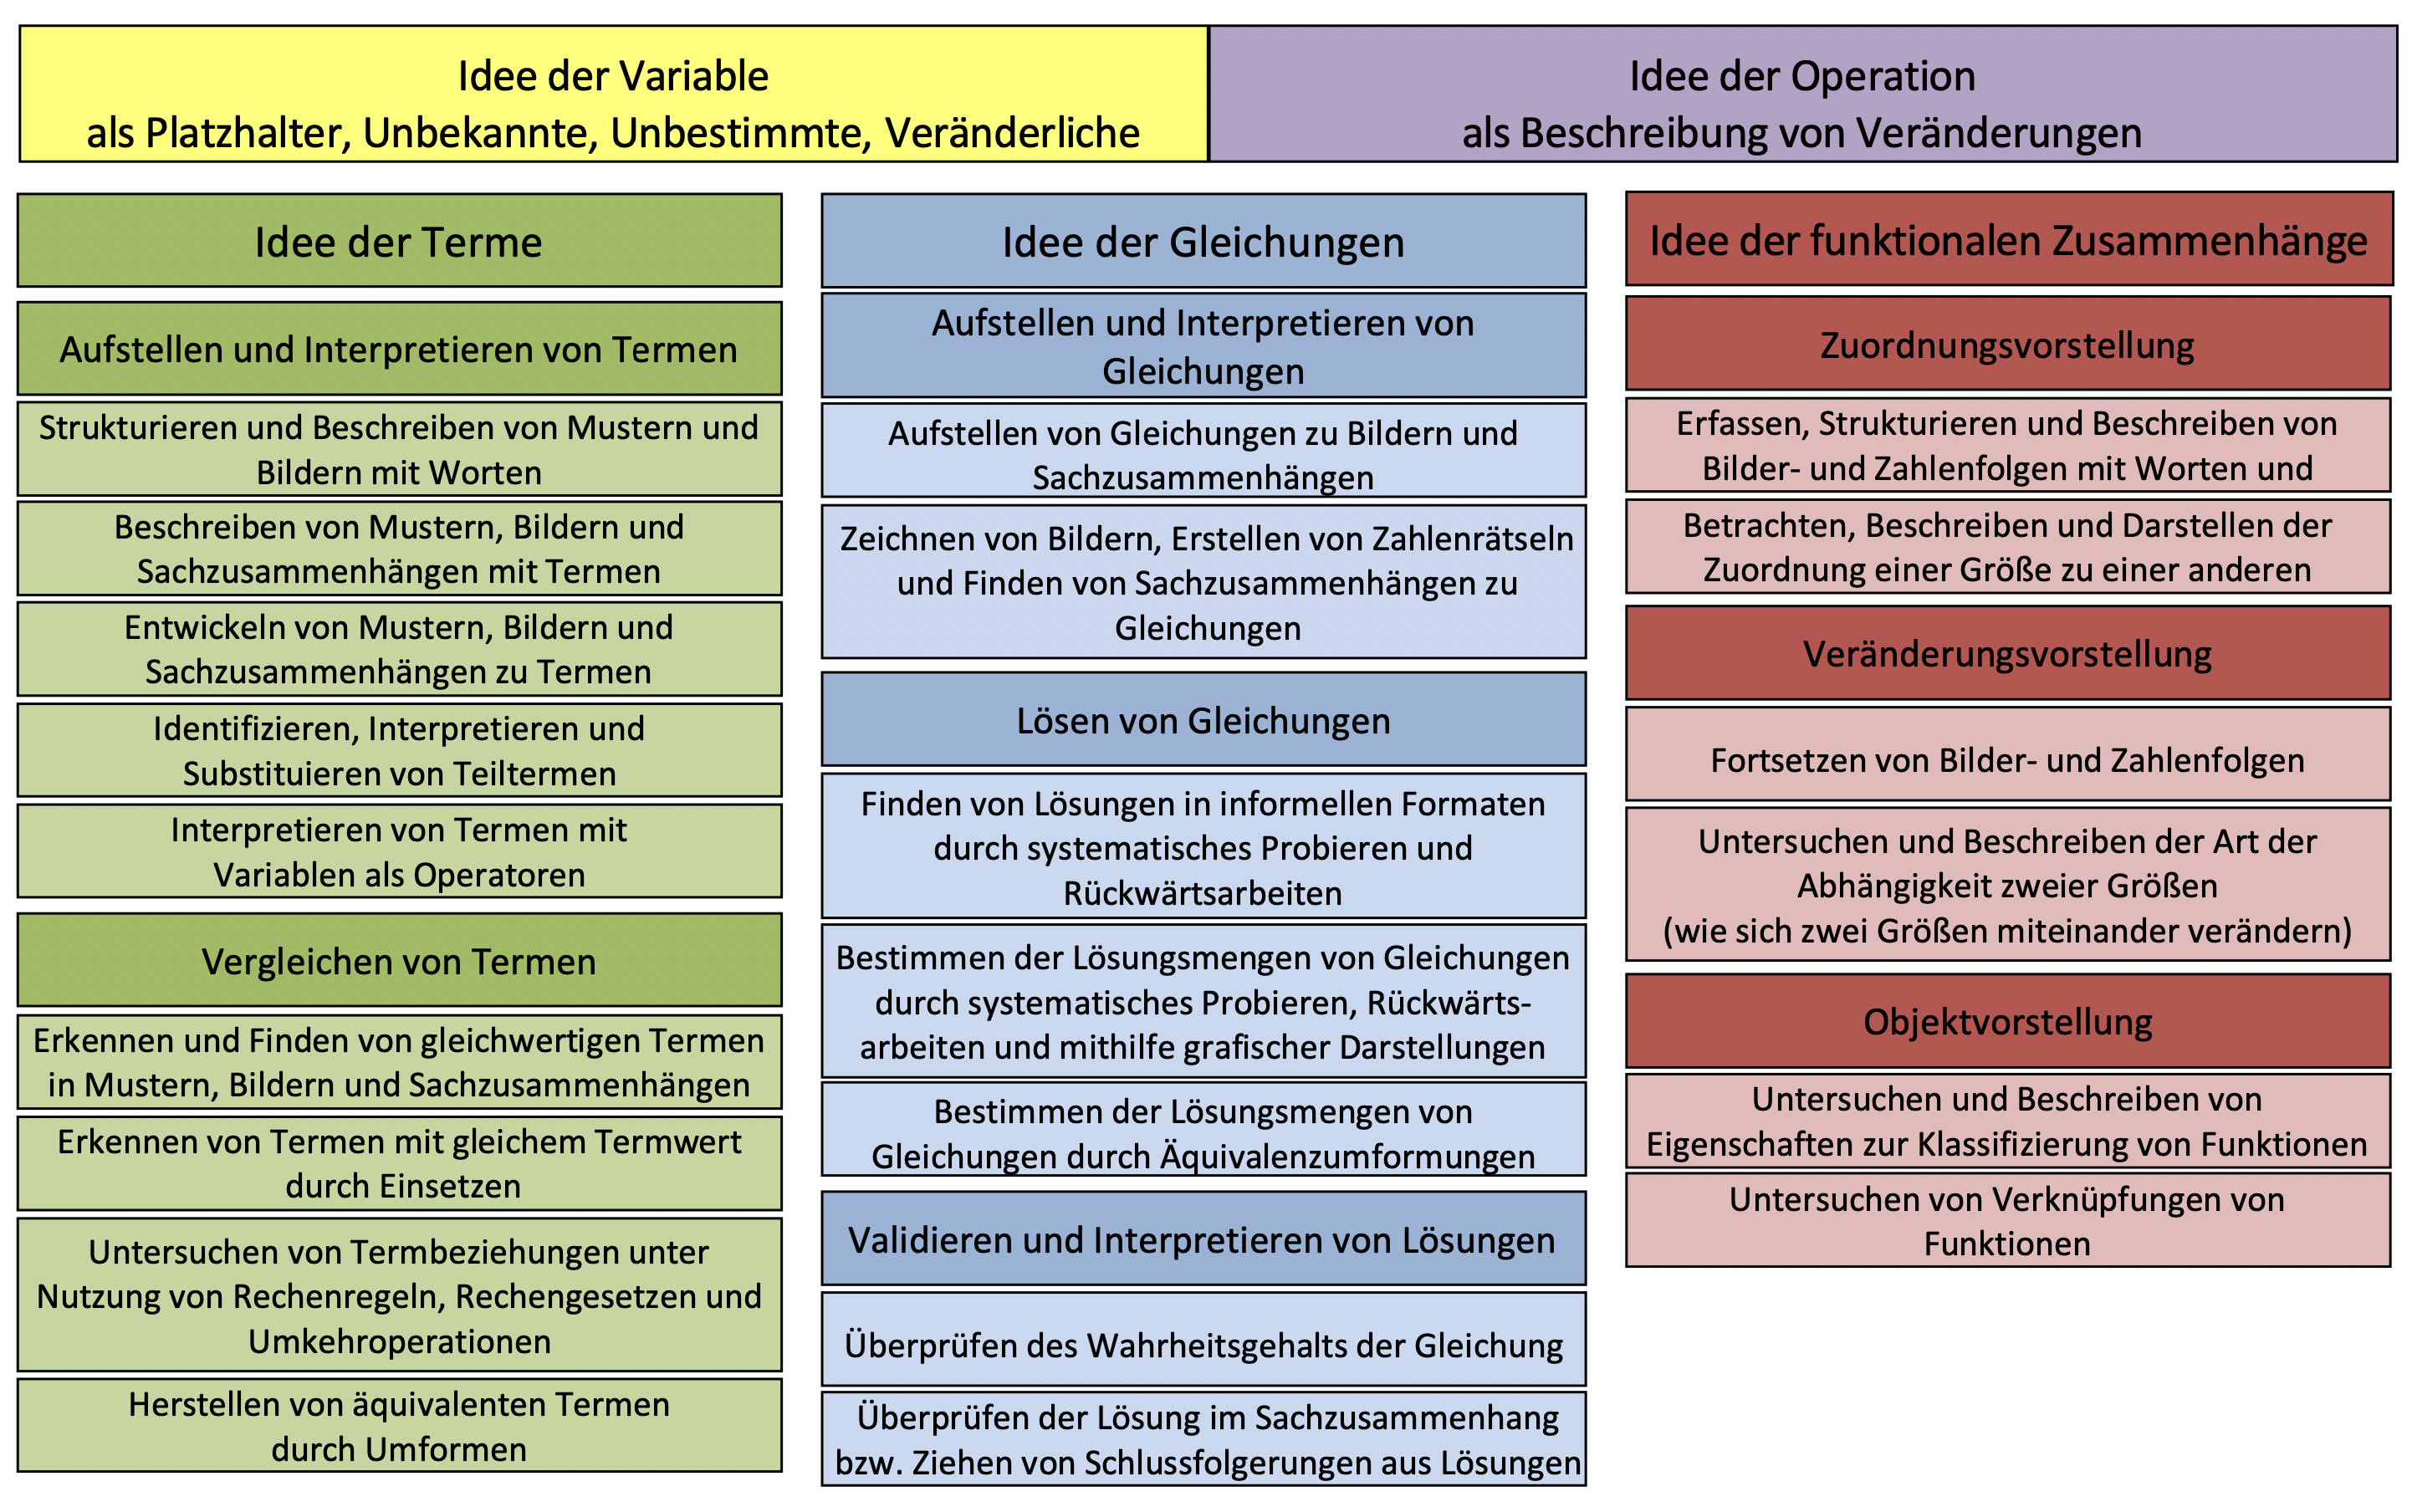 Idee der Variable
als Platzhalter, Unbekannte, Unbestimmte, Veränderliche
Idee der Operation
als Beschreibung von Veränderungen
Idee der Terme
Aufstellen und Interpretieren von Termen
Strukturieren und Beschreiben von Mustern und
Bildern mit Worten
Beschreiben von Mustern, Bildern und
Sachzusammenhängen mit Termen
Entwickeln von Mustern, Bildern und
Sachzusammenhängen zu Termen
Identifizieren, Interpretieren und
Substituieren von Teiltermen
Interpretieren von Termen mit
Variablen als Operatoren
Vergleichen von Termen
Erkennen und Finden von gleichwertigen Termen
in Mustern, Bildern und Sachzusammenhängen
Erkennen von Termen mit gleichem Termwert
durch Einsetzen
Untersuchen von Termbeziehungen unter
Nutzung von Rechenregeln, Rechengesetzen und
Umkehroperationen
Herstellen von äquivalenten Termen
durch Umformen
Idee der Gleichungen
Aufstellen und Interpretieren von
Gleichungen
Aufstellen von Gleichungen zu Bildern und
Sachzusammenhängen
Zeichnen von Bildern, Erstellen von Zahlenrätseln
und Finden von Sachzusammenhängen zu
Gleichungen
Lösen von Gleichungen
Finden von Lösungen in informellen Formaten
durch systematisches Probieren und
Rückwärtsarbeiten
Bestimmen der Lösungsmengen von Gleichungen
durch systematisches Probieren, Rückwärts-
arbeiten und mithilfe grafischer Darstellungen
Bestimmen der Lösungsmengen von
Gleichungen durch Äquivalenzumformungen
Validieren und Interpretieren von Lösungen
Überprüfen des Wahrheitsgehalts der Gleichung
Überprüfen der Lösung im Sachzusammenhang
bzw. Ziehen von Schlussfolgerungen aus Lösungen
Idee der funktionalen Zusammenhänge
Zuordnungsvorstellung
Erfassen, Strukturieren und Beschreiben von
Bilder- und Zahlenfolgen mit Worten und
Betrachten, Beschreiben und Darstellen der
Zuordnung einer Größe zu einer anderen
Veränderungsvorstellung
Fortsetzen von Bilder- und Zahlenfolgen
Untersuchen und Beschreiben der Art der
Abhängigkeit zweier Größen
(wie sich zwei Größen miteinander verändern)
Objektvorstellung
Untersuchen und Beschreiben von
Eigenschaften zur Klassifizierung von Funktionen
Untersuchen von Verknüpfungen von
Funktionen